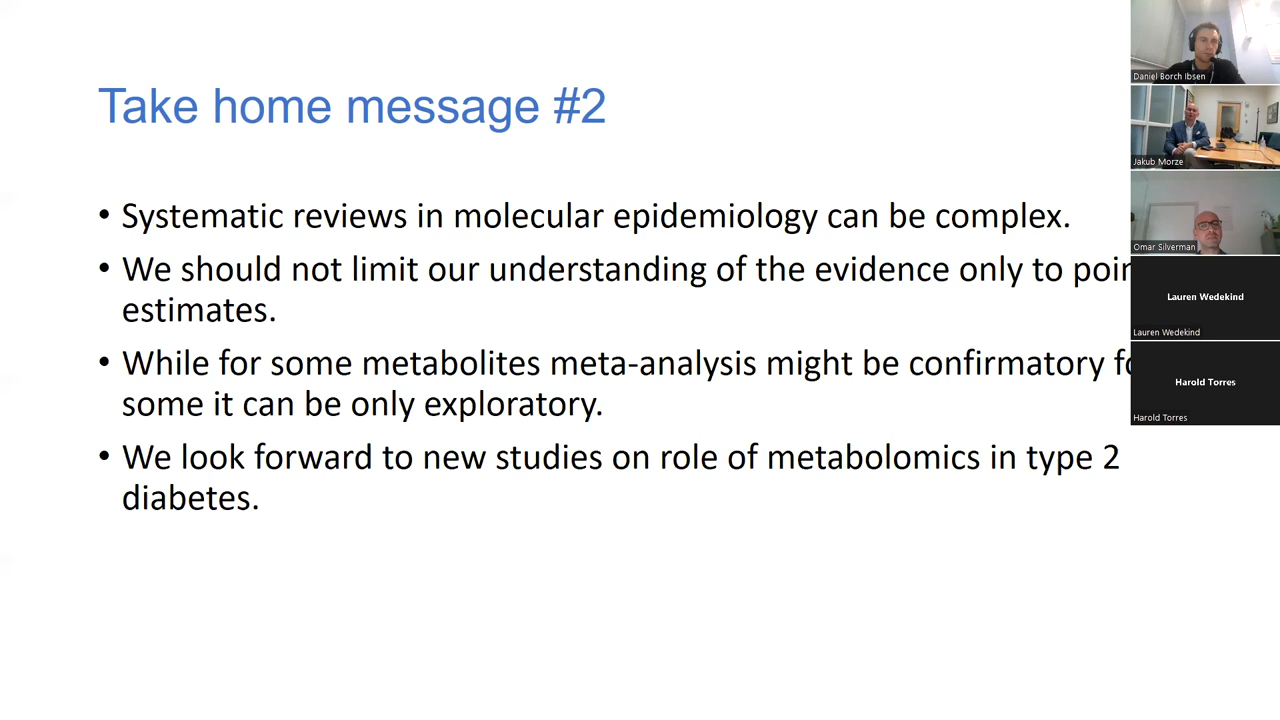 Take home message #2
• Systematic reviews in molecular epidemiology can be complex.
• We should not limit our understanding of the evidence only to
estimates.
• While for some metabolites meta-analysis might be confirmatory
some it can be only exploratory.
• We look forward to new studies on role of metabolomics in type 2
diabetes.
Daniel Borch Ibsen
Jakub Morze
Omar Silverman
Lauren Wedekind
Lauren Wedekind
Harold Torres
Harold Torres